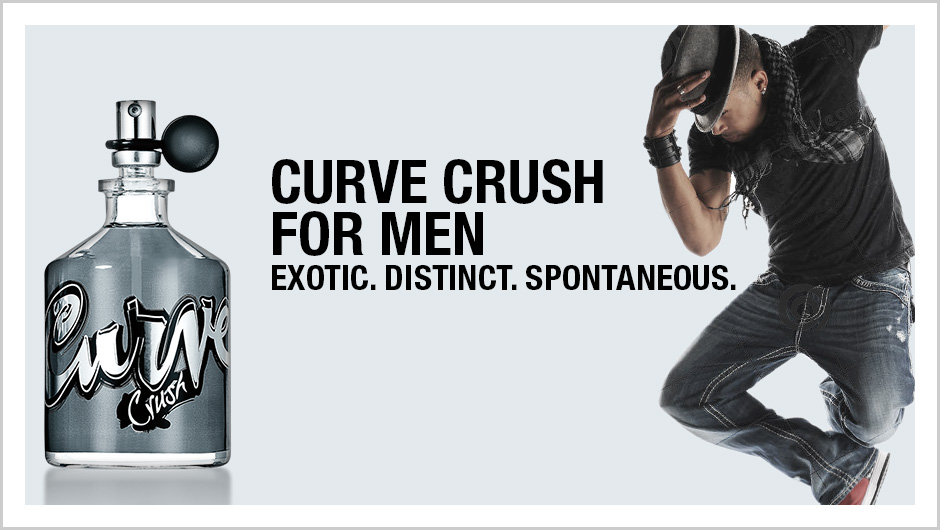 CURVE CRUSH
FOR MEN
EXOTIC. DISTINCT. SPONTANEOUS.
Curve
Crush